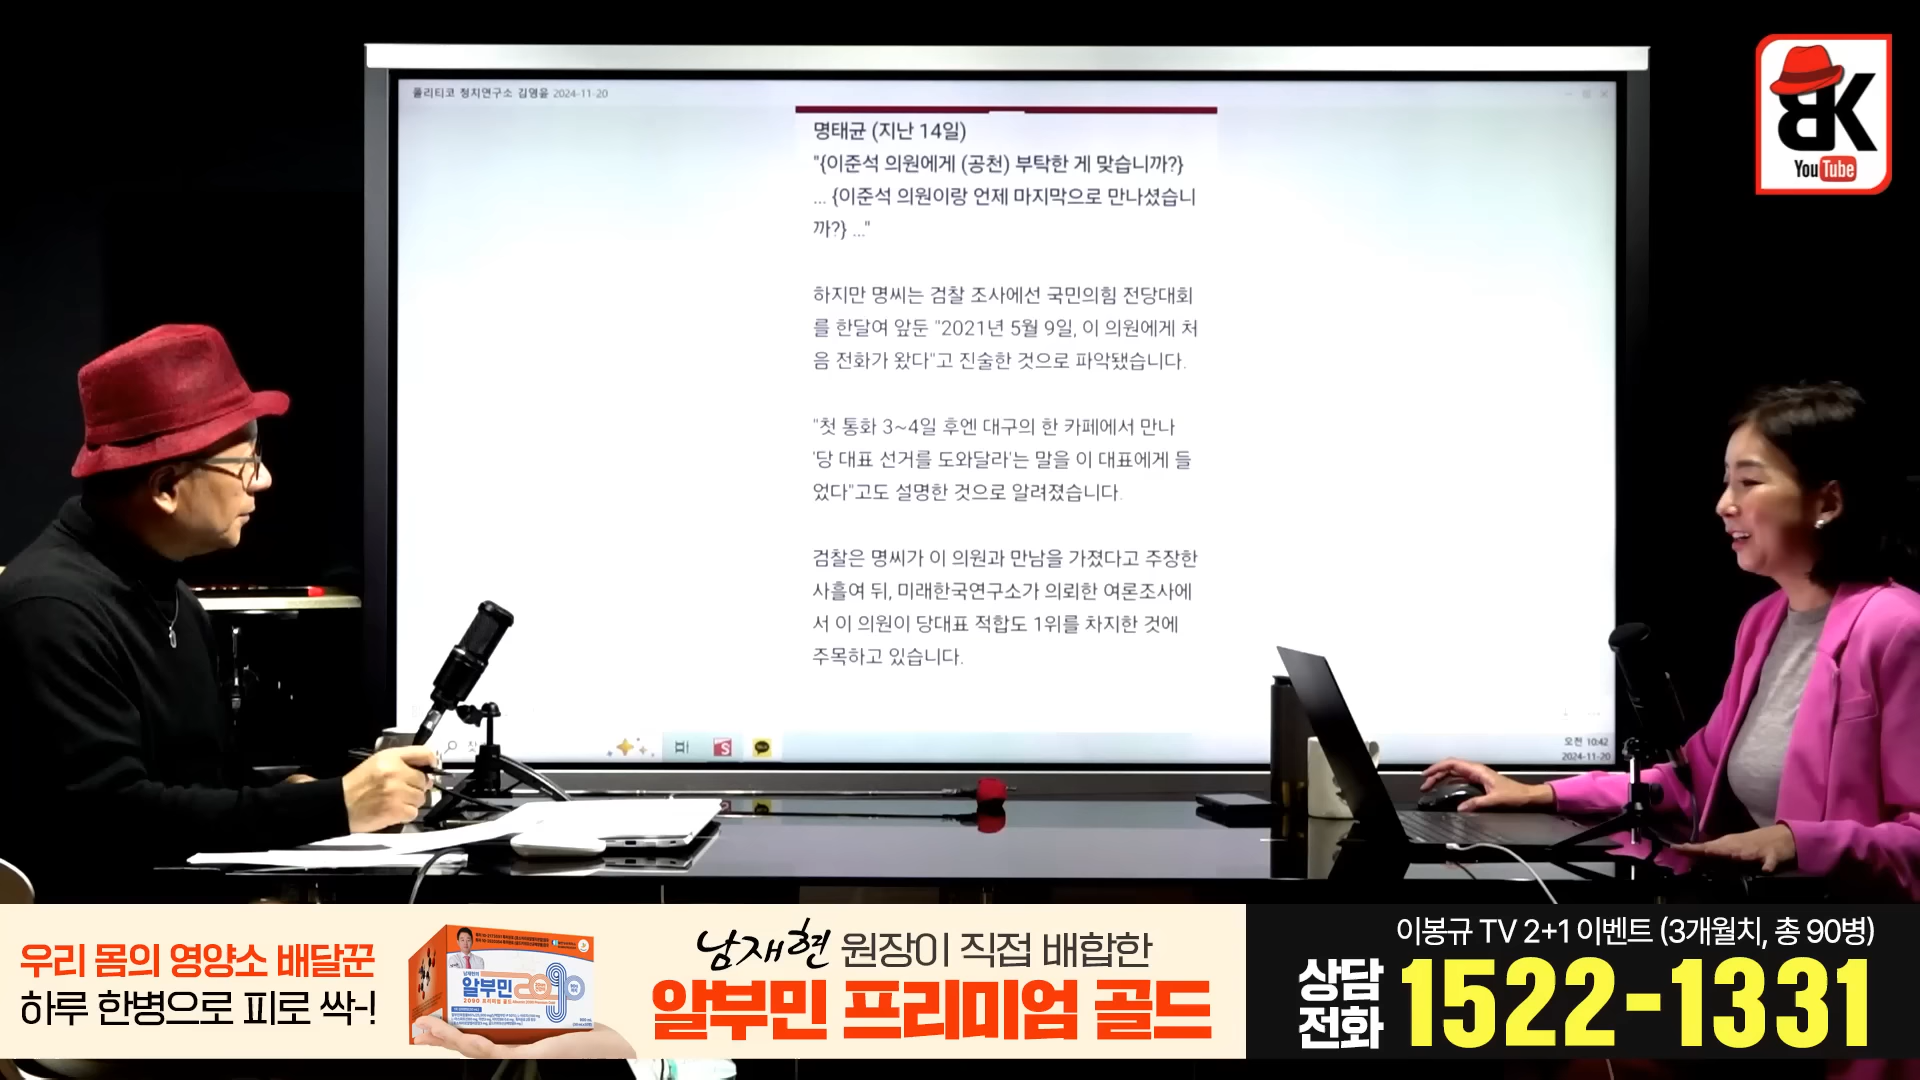 폴리티코 정치연구소 김영윤 2024-11-20
명태균 (지난 14일)
"{이준석 의원에게 (공천) 부탁한 게 맞습니까?}
... {이준석 의원이랑 언제 마지막으로 만나셨습니
까?} ..."
하지만 명씨는 검찰 조사에선 국민의힘 전당대회
를 한달여 앞둔 "2021년 5월 9일, 이 의원에게 처
음 전화가 왔다"고 진술한 것으로 파악됐습니다.
"첫 통화 3~4일 후엔 대구의 한 카페에서 만나
'당 대표 선거를 도와달라'는 말을 이 대표에게 들
었다"고도 설명한 것으로 알려졌습니다.
검찰은 명씨가 이 의원과 만남을 가졌다고 주장한
사흘여 뒤, 미래한국연구소가 의뢰한 여론조사에
서 이 의원이 당대표 적합도 1위를 차지한 것에
주목하고 있습니다.
오전 10:42
2024-11-20
BK
YouTube
우리 몸의 영양소 배달꾼
하루 한병으로 피로 싹-!
알부민
남재현 원장이 직접 배합한
알부민 프리미엄 골드
이봉규 TV 2+1 이벤트 (3개월치, 총 90병)
상담
전화
1522-1331